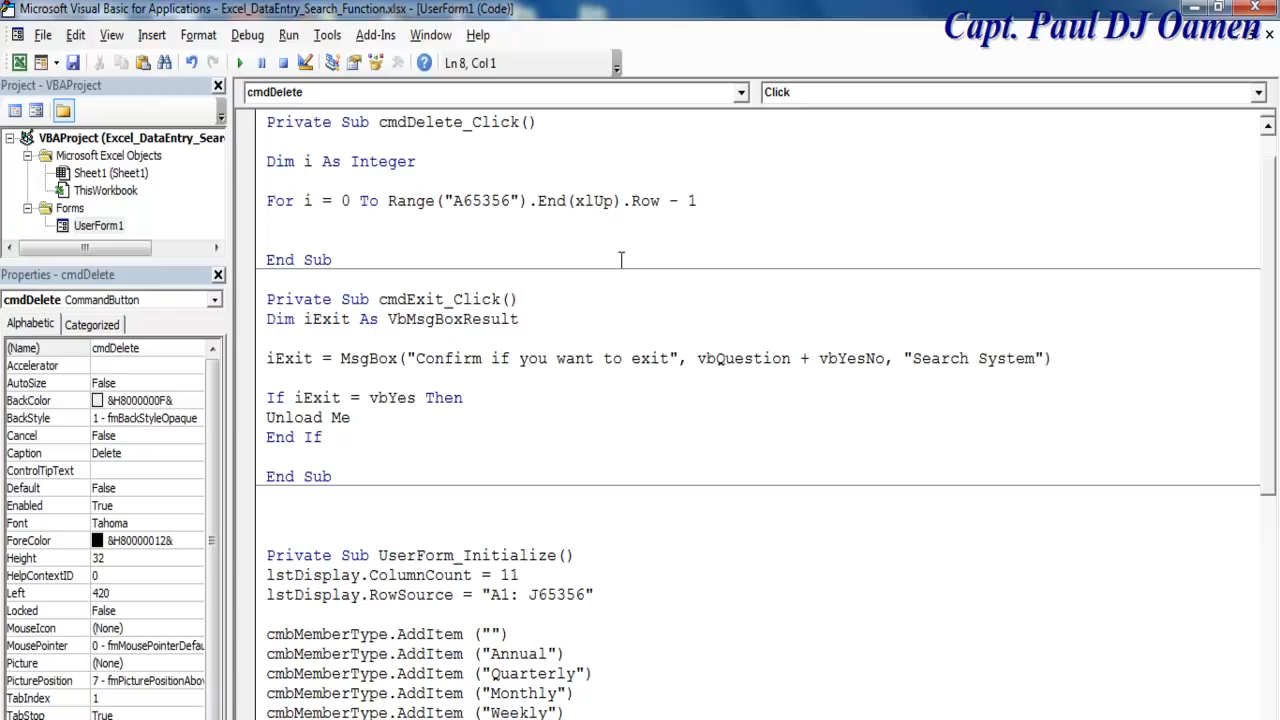 Microsoft Visual Basic for Applications - Excel_DataEntry_Search_Function.xlsx - [UserForm1 (Code)]
Capt. Paul DJ Oamen
File Edit View Insert Format Debug Run Tools Add-Ins Window Help
Ln 8, Col 1
Project - VBAProject
VBAProject (Excel_DataEntry_Sear
Microsoft Excel Objects
Sheet1 (Sheet1)
ThisWorkbook
Forms
UserForm1
Properties - cmdDelete
cmdDelete CommandButton
Alphabetic Categorized
(Name) cmdDelete
Accelerator
AutoSize False
BackColor &H8000000F&
BackStyle 1 - fmBackStyleOpaque
Cancel False
Caption Delete
ControlTipText
Default False
Enabled True
Font Tahoma
ForeColor &H80000012&
Height 32
HelpContextID 0
Left 420
Locked False
MouseIcon (None)
MousePointer 0 - fmMousePointerDefau
Picture (None)
PicturePosition 7 - fmPicturePositionAbov
TabIndex 1
TabStop True
cmdDelete Click
Private Sub cmdDelete_Click()
Dim i As Integer
For i = 0 To Range("A65356").End(xlUp).Row - 1
End Sub
Private Sub cmdExit_Click()
Dim iExit As VbMsgBoxResult
iExit = MsgBox("Confirm if you want to exit", vbQuestion + vbYesNo, "Search System")
If iExit = vbYes Then
Unload Me
End If
End Sub
Private Sub UserForm_Initialize()
lstDisplay.ColumnCount = 11
lstDisplay.RowSource = "A1: J65356"
cmbMemberType.AddItem ("")
cmbMemberType.AddItem ("Annual")
cmbMemberType.AddItem ("Quarterly")
cmbMemberType.AddItem ("Monthly")
cmbMemberType.AddItem ("Weekly")